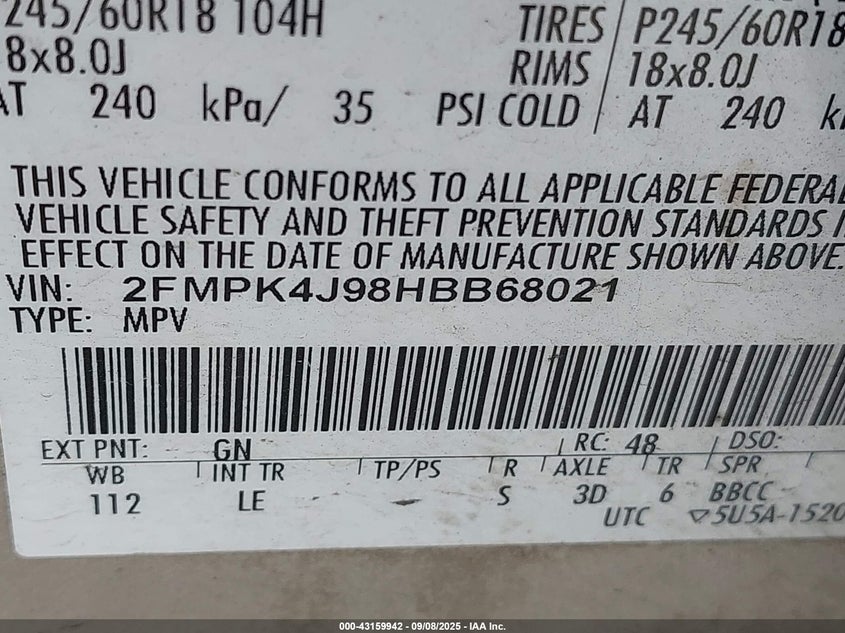 245/60R18 104H TIRES P245/60R18
8x8.0J RIMS 18x8.0J
AT 240 kPa/ 35 PSI COLD AT 240
THIS VEHICLE CONFORMS TO ALL APPLICABLE FEDERAL
VEHICLE SAFETY AND THEFT PREVENTION STANDARDS
EFFECT ON THE DATE OF MANUFACTURE SHOWN ABOVE.
VIN: 2FMPK4J98HBB68021
TYPE: MPV
EXT PNT: GN RC: 48 DSO:
WB INT TR TP/PS R AXLE TR SPR
112 LE - S 3D 6 BBCC
UTC ▽5U5A-1520
000-43159942 - 09/08/2025 - IAA Inc.